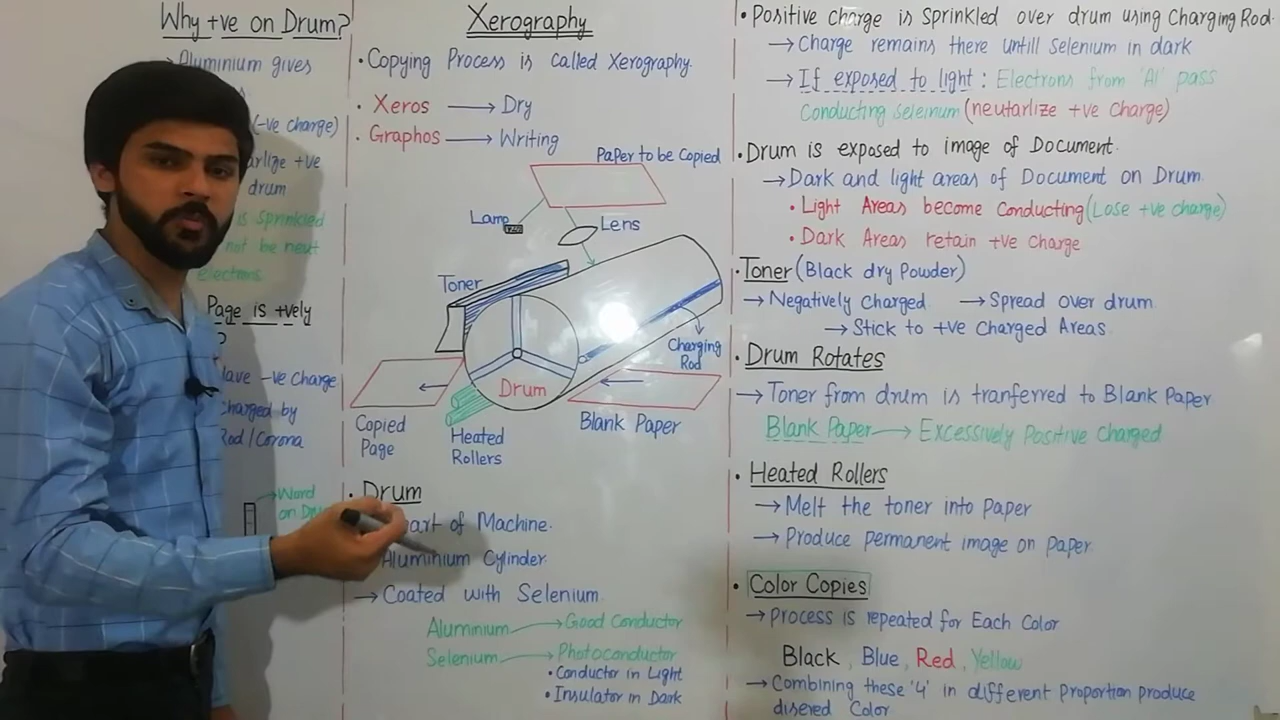 Why +ve on Drum?
→ Aluminium gives
(-ve charge)
+ve
drum
is sprinkled
not be neut
electrons
Page is +vely
?
Have -ve Charge
charged by
Rod / Corona
→ Word
on
Xerography
• Copying Process is called Xerography.
• Xeros → Dry
• Graphos → Writing
Paper to be Copied
Lamp
Lens
Toner
Charging
Rod
Drum
Copied
Page
Heated
Rollers
Blank Paper
• Drum
of Machine.
Aluminium Cylinder.
→ Coated with Selenium.
Aluminium → Good Conductor
Selenium → Photoconductor
• Conductor in Light
• Insulator in Dark
• Positive charge is Sprinkled over drum using Charging Rod.
→ Charge remains there untill Selenium in dark
→ If exposed to light : Electrons from 'Al' pass
Conducting selenium (neutarlize +ve charge)
• Drum is exposed to image of Document.
→ Dark and light areas of Document on Drum.
• Light Areas become Conducting (Lose +ve charge)
• Dark Areas retain +ve Charge
• Toner (Black dry Powder)
→ Negatively Charged → Spread over drum
→ Stick to +ve Charged Areas
• Drum Rotates
→ Toner from drum is tranferred to Blank Paper
Blank Paper → Excessively Positive Charged
• Heated Rollers
→ Melt the toner into Paper
→ Produce permanent image on paper.
• Color Copies
→ Process is repeated for Each Color
Black , Blue , Red , Yellow
→ Combining these '4' in different Proportion produce
disered Color